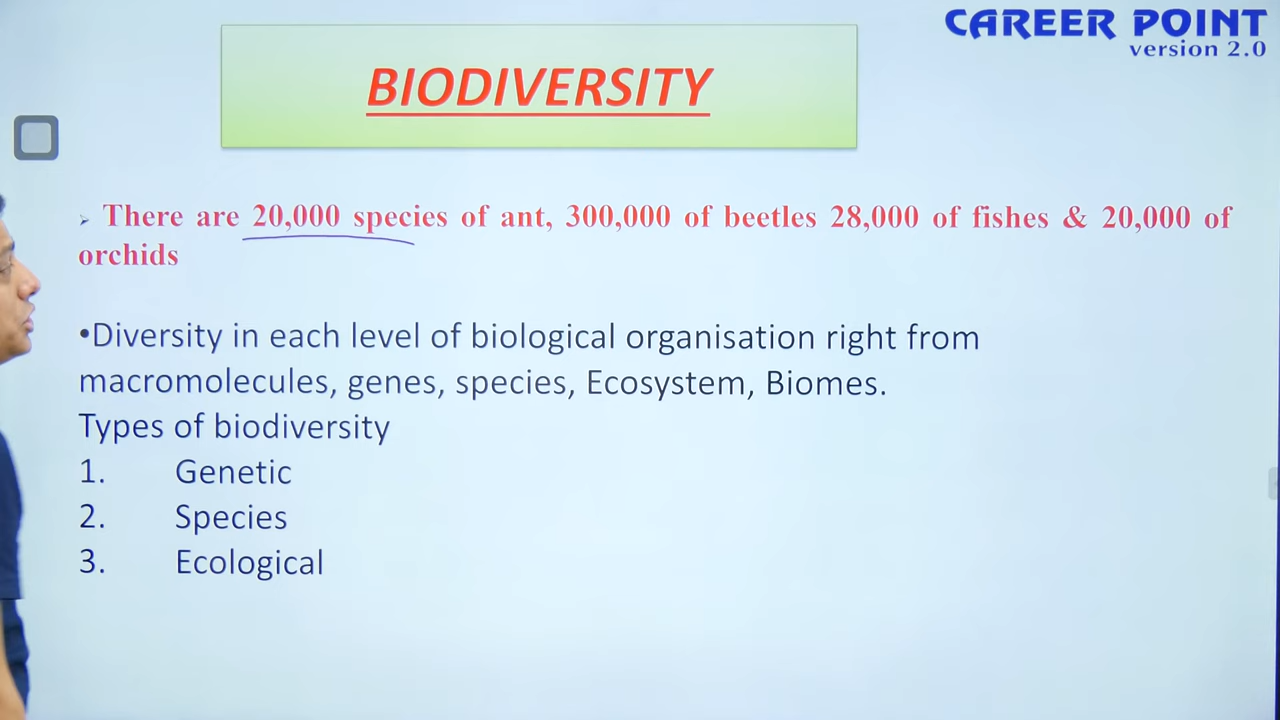 CAREER POINT
version 2.0
BIODIVERSITY
There are 20,000 species of ant, 300,000 of beetles 28,000 of fishes & 20,000 of
orchids
•Diversity in each level of biological organisation right from
macromolecules, genes, species, Ecosystem, Biomes.
Types of biodiversity
1. Genetic
2. Species
3. Ecological